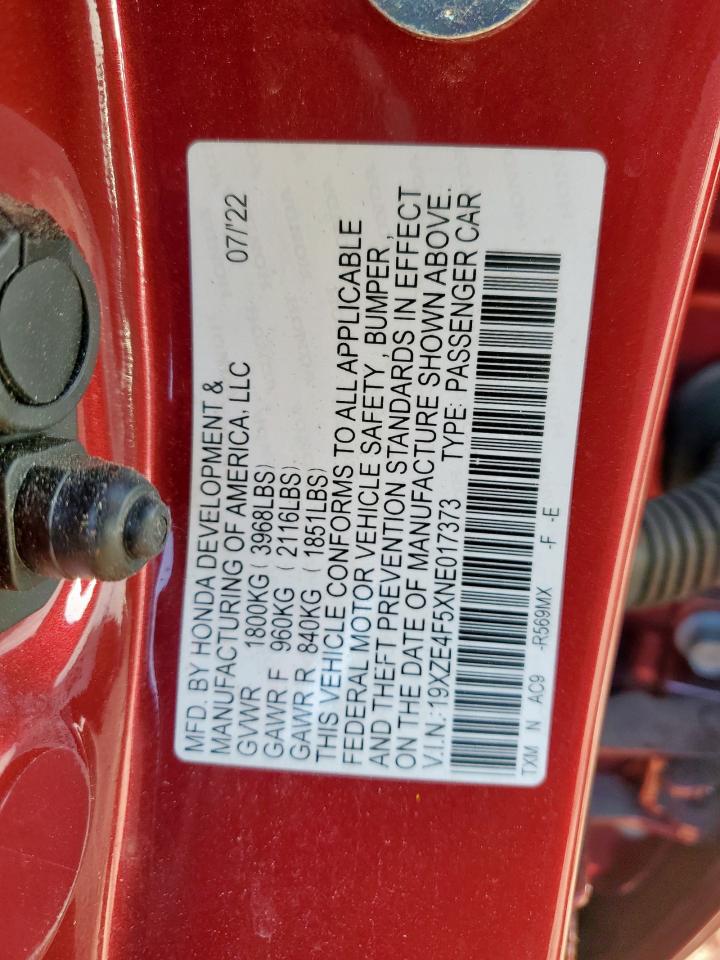 MFD. BY HONDA DEVELOPMENT &
MANUFACTURING OF AMERICA, LLC 07/'22
GVWR 1800KG ( 3968LBS)
GAWR F 960KG ( 2116LBS)
GAWR R 840KG ( 1851LBS)
THIS VEHICLE CONFORMS TO ALL APPLICABLE
FEDERAL MOTOR VEHICLE SAFETY , BUMPER ,
AND THEFT PREVENTION STANDARDS IN EFFECT
ON THE DATE OF MANUFACTURE SHOWN ABOVE.
V.I.N.:19XZE4F5XNE017373 TYPE: PASSENGER CAR
TXM N AC9 -R569MX -F -E